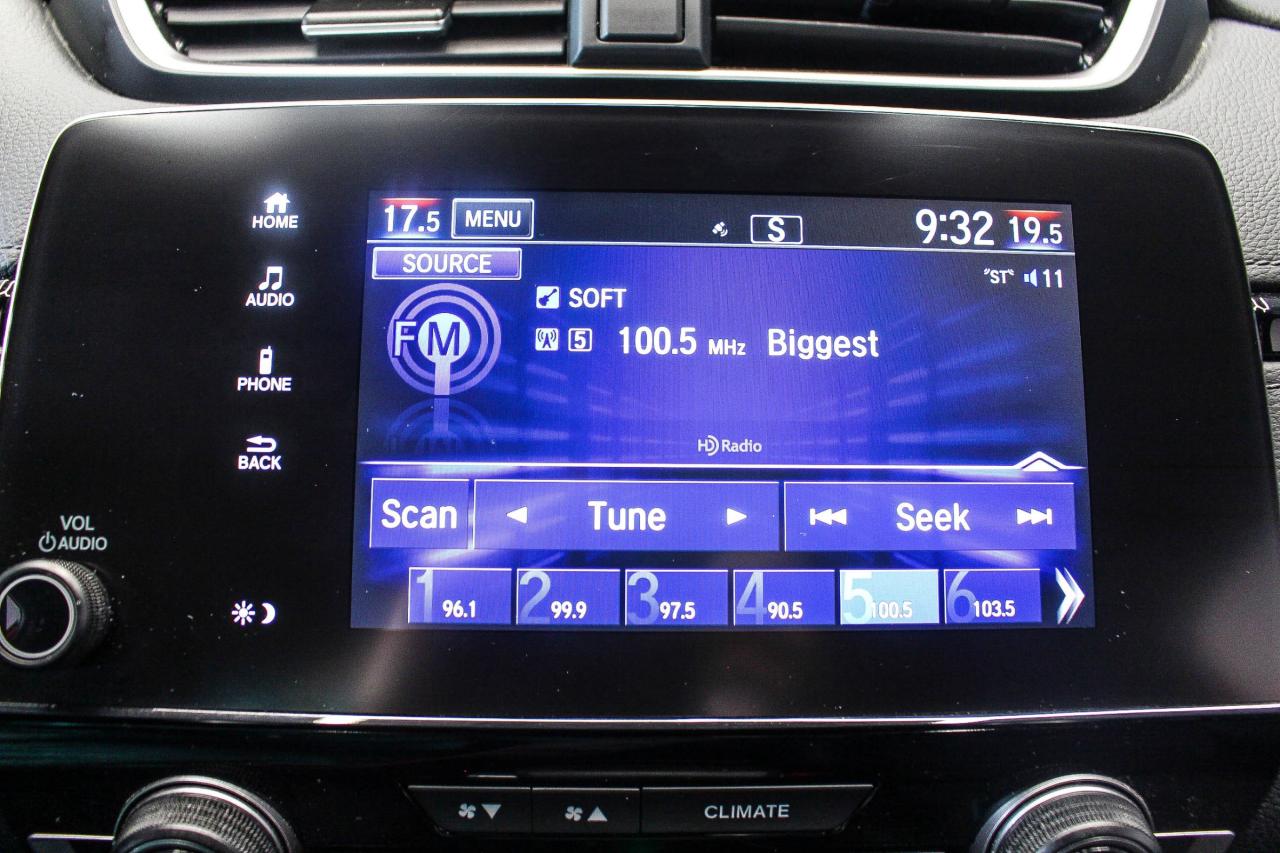 HOME
AUDIO
PHONE
BACK
VOL
AUDIO
17.5 MENU S 9:32 19.5
SOURCE
"ST" 11
FM
SOFT
5 100.5 MHz Biggest
HD Radio
Scan Tune Seek
1 96.1 2 99.9 3 97.5 4 90.5 5 100.5 6 103.5
CLIMATE